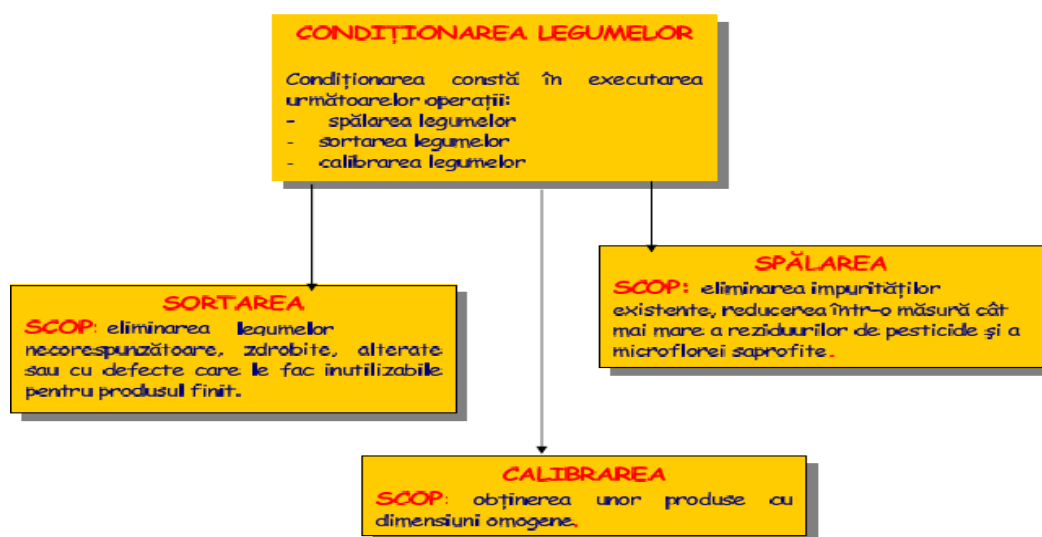 CONDIȚIONAREA LEGUMELOR
Condiționarea constă în executarea
următoarelor operații:
- spălarea legumelor
- sortarea legumelor
- calibrarea legumelor
SPĂLAREA
SCOP: eliminarea impurităților
existente, reducerea într-o măsură cât
mai mare a reziduurilor de pesticide și a
microflorei saprofite.
SORTAREA
SCOP: eliminarea legumelor
necorespunzătoare, zdrobite, alterate
sau cu defecte care le fac inutilizabile
pentru produsul finit.
CALIBRAREA
SCOP: obținerea unor produse cu
dimensiuni omogene.